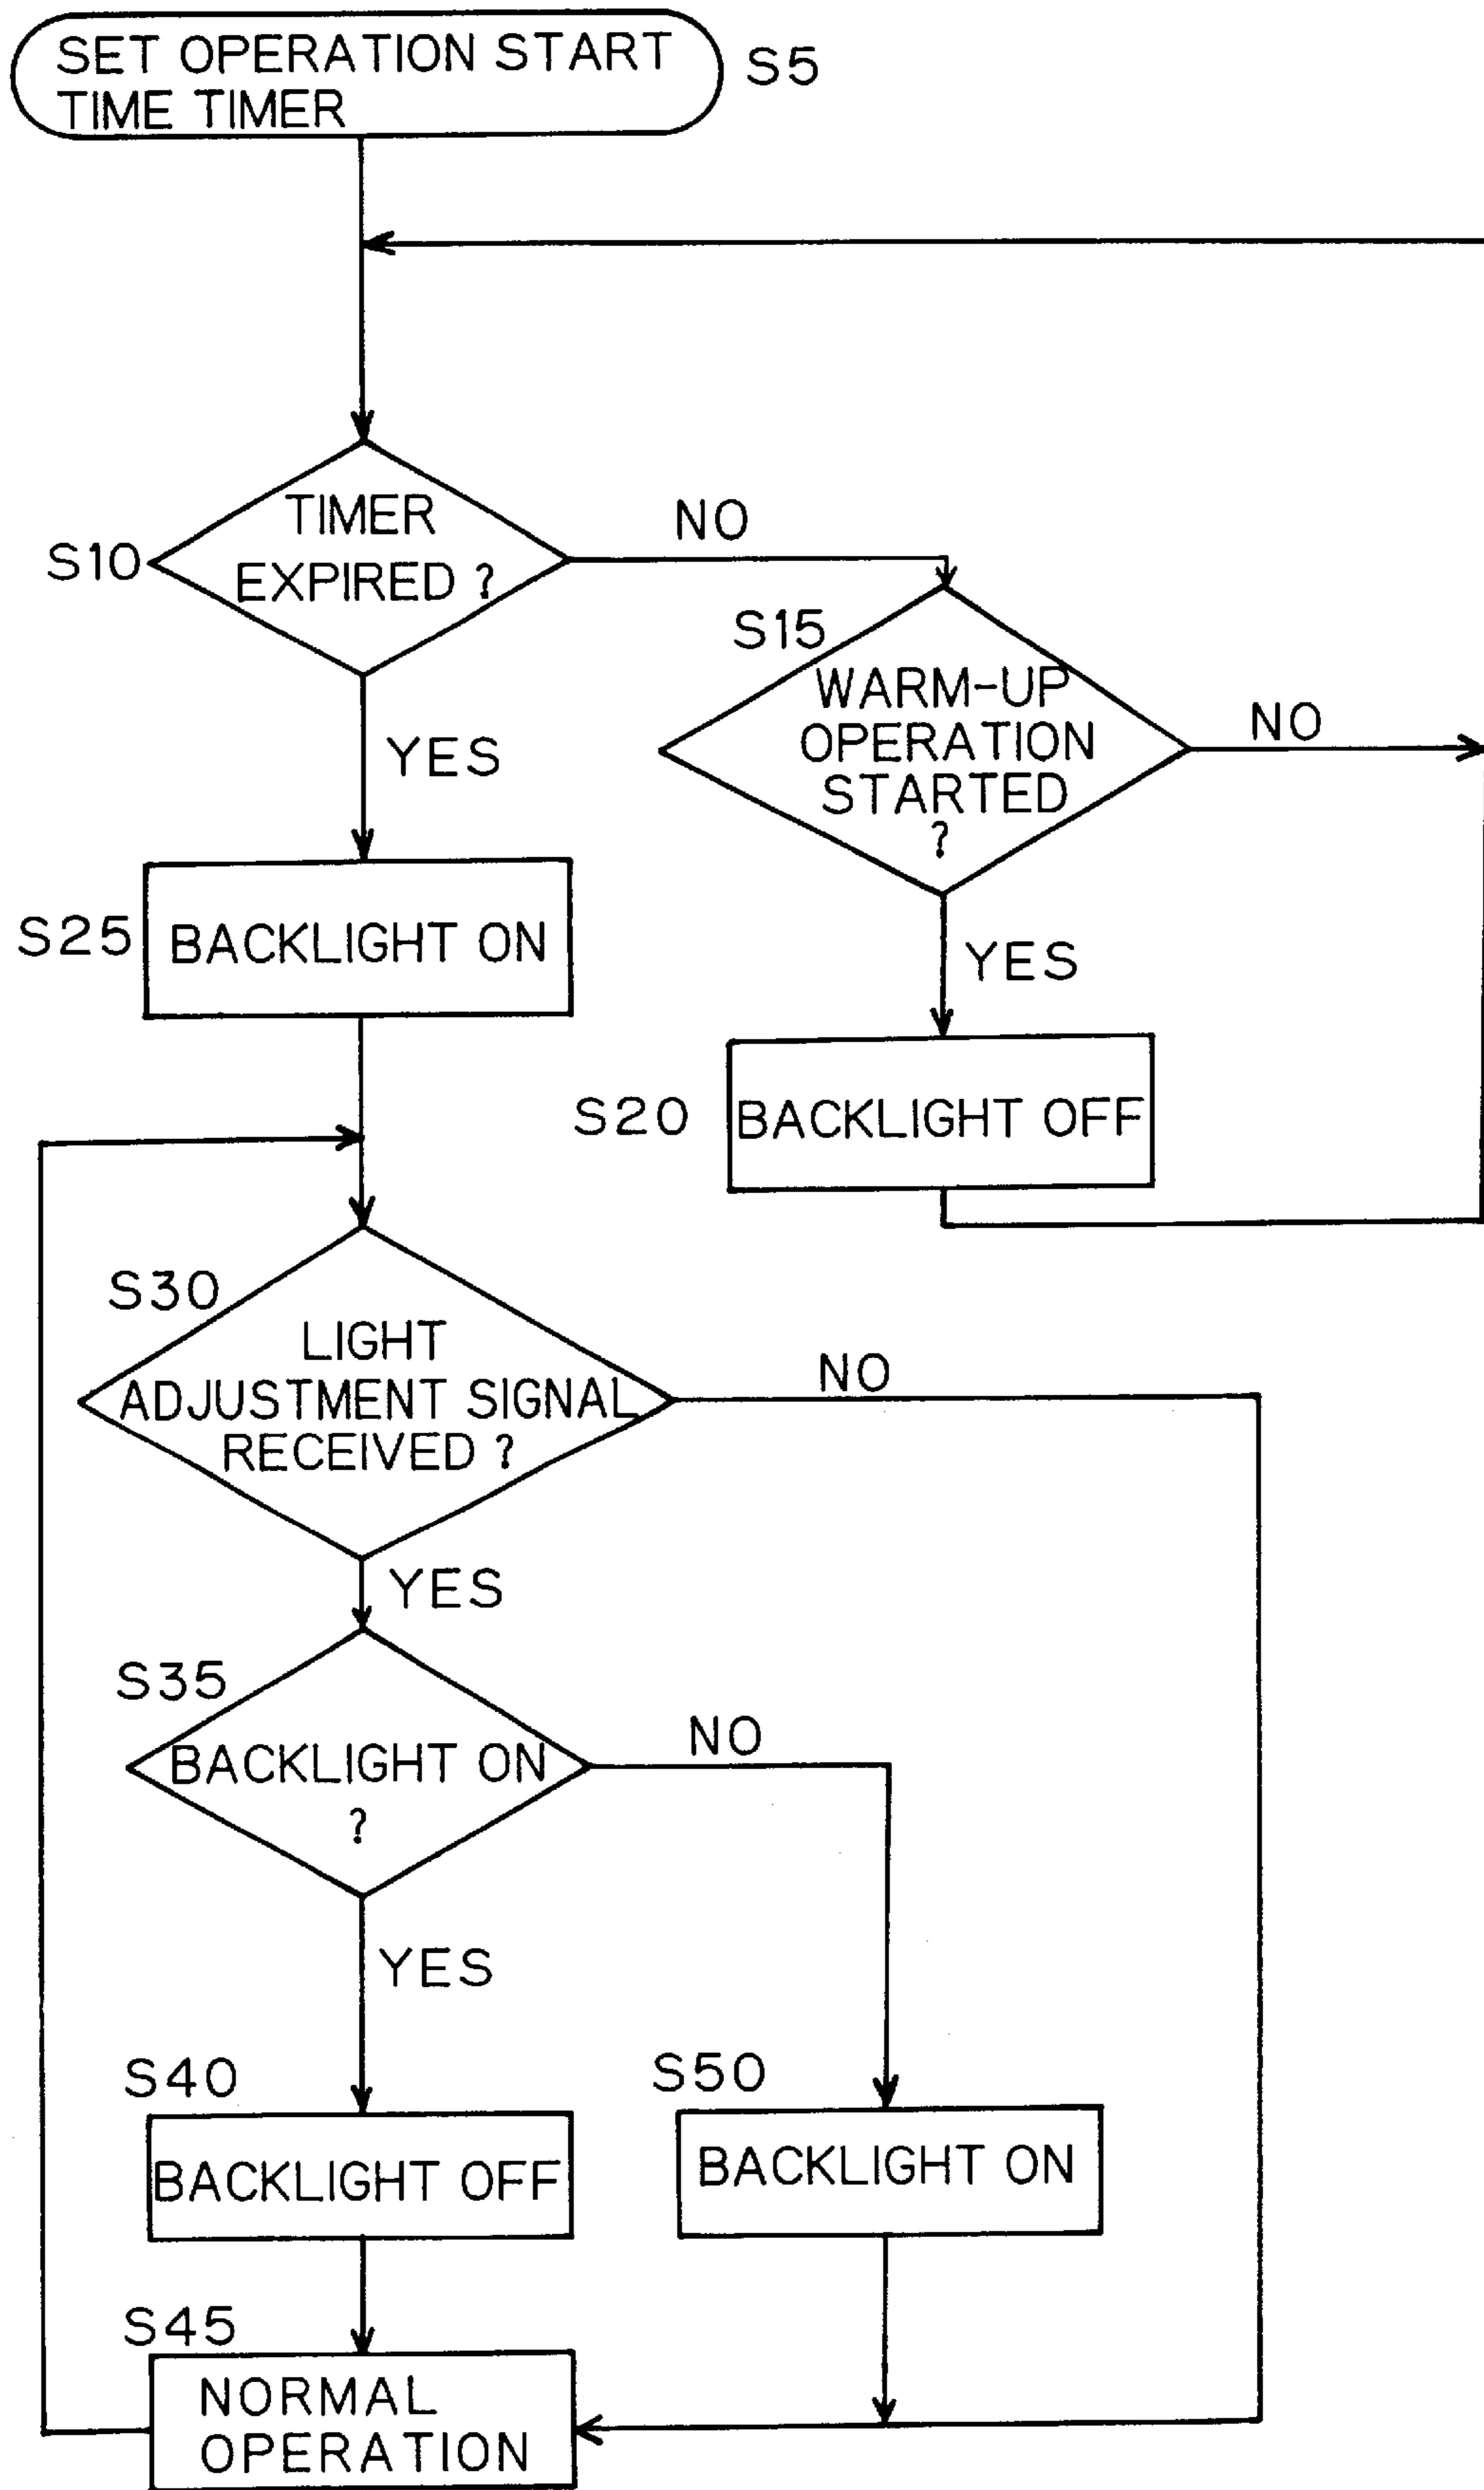 SET OPERATION START
TIME TIMER
S5
S10
TIMER
EXPIRED ?
NO
S15
WARM-UP
OPERATION
STARTED
?
NO
YES
YES
S25
BACKLIGHT ON
S20
BACKLIGHT OFF
S30
LIGHT
ADJUSTMENT SIGNAL
RECEIVED ?
NO
YES
S35
BACKLIGHT ON
?
NO
YES
S40
BACKLIGHT OFF
S50
BACKLIGHT ON
S45
NORMAL
OPERATION